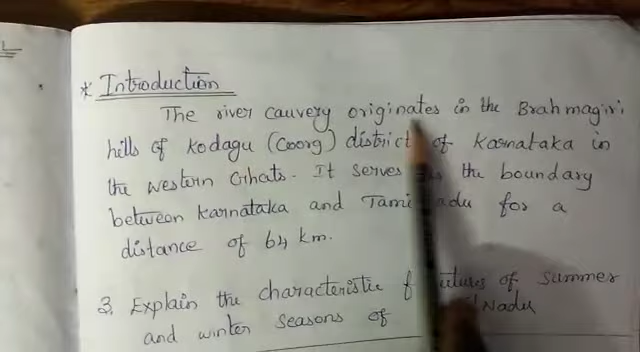 * Introduction
The river cauvery originates in the Brahmagiri
hills of Kodagu (Coorg) district of Karnataka in
the western Ghats. It serves the boundary
between Karnataka and Tamil Nadu for a
distance of 64 km.
3. Explain the characteristic of Summer
and winter seasons of Nadu